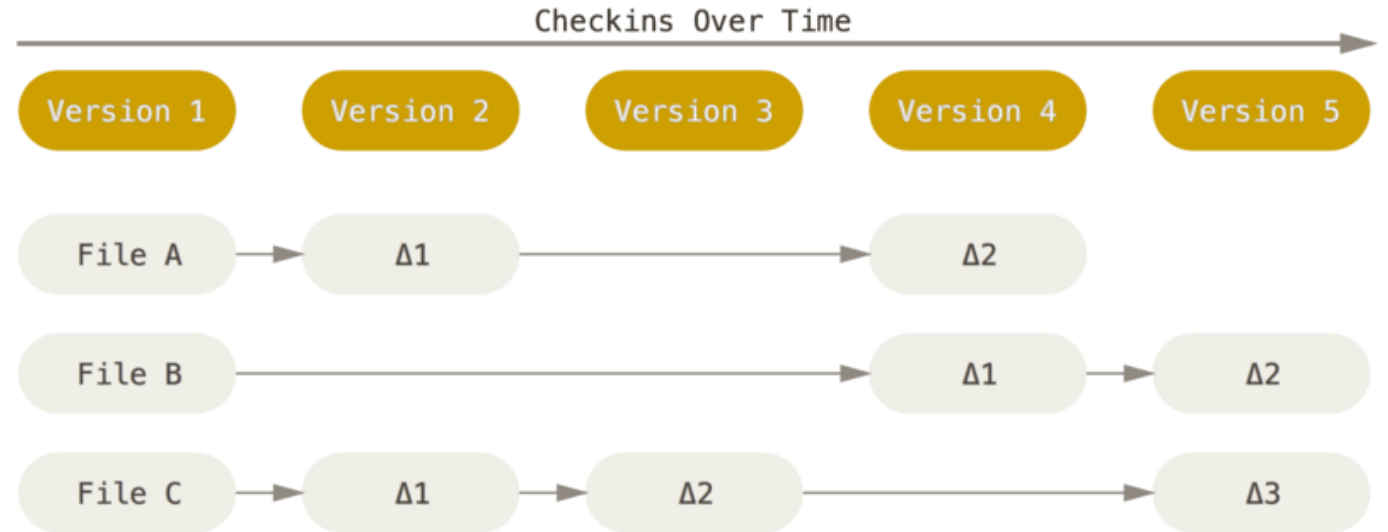 Checkins Over Time
Version 1 Version 2 Version 3 Version 4 Version 5
File A Δ1 Δ2
File B Δ1 Δ2
File C Δ1 Δ2 Δ3